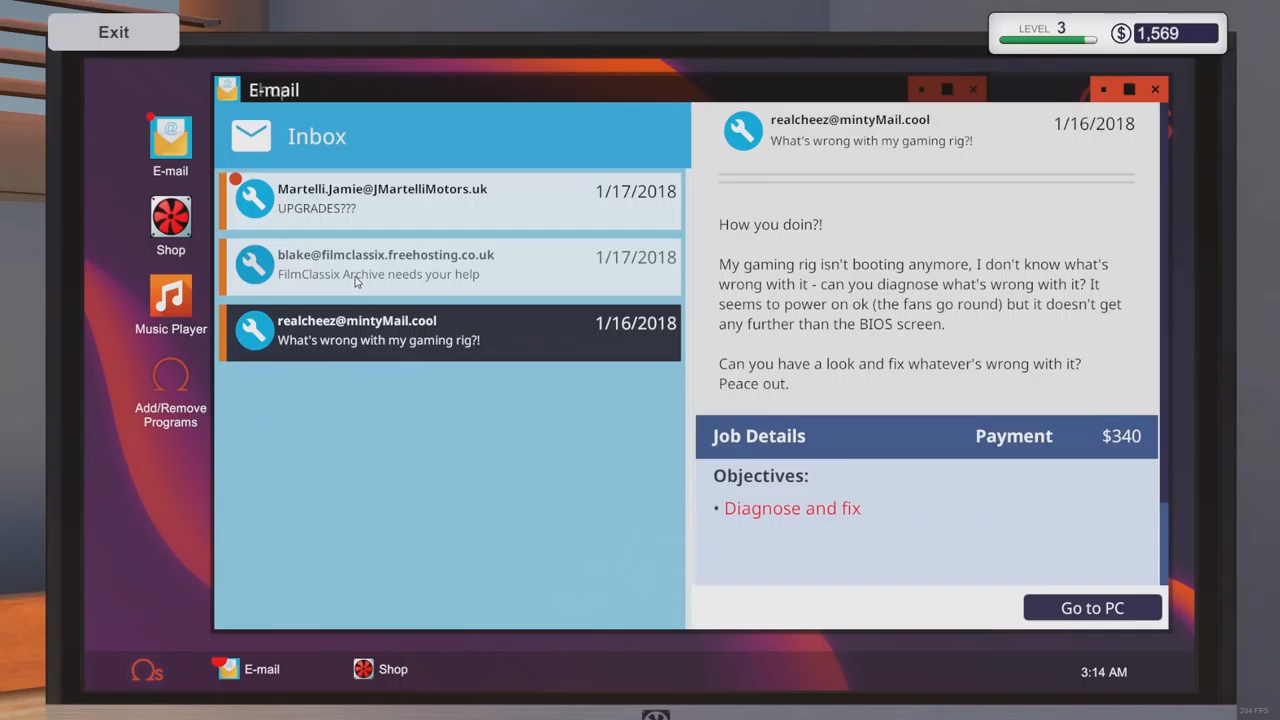 Exit
LEVEL 3
$ 1,569
E-mail
E-mail
Shop
Music Player
Add/Remove
Programs
Inbox
Martelli.Jamie@JMartelliMotors.uk 1/17/2018
UPGRADES???
blake@filmclassix.freehosting.co.uk 1/17/2018
FilmClassix Archive needs your help
realcheez@mintyMail.cool 1/16/2018
What's wrong with my gaming rig?!
realcheez@mintyMail.cool 1/16/2018
What's wrong with my gaming rig?!
How you doin?!
My gaming rig isn't booting anymore, I don't know what's
wrong with it - can you diagnose what's wrong with it? It
seems to power on ok (the fans go round) but it doesn't get
any further than the BIOS screen.
Can you have a look and fix whatever's wrong with it?
Peace out.
Job Details Payment $340
Objectives:
• Diagnose and fix
Go to PC
Ωs E-mail Shop 3:14 AM
204 FPS